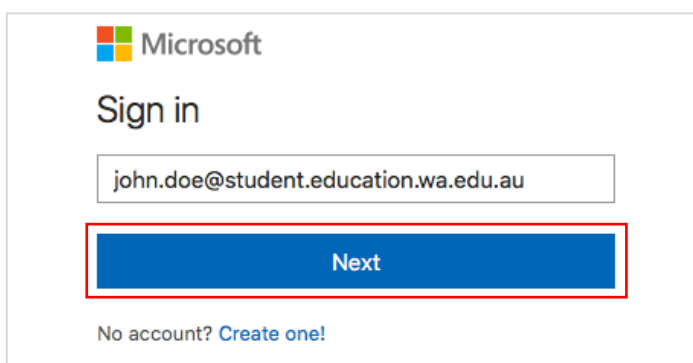 Microsoft
Sign in
john.doe@student.education.wa.edu.au
Next
No account? Create one!